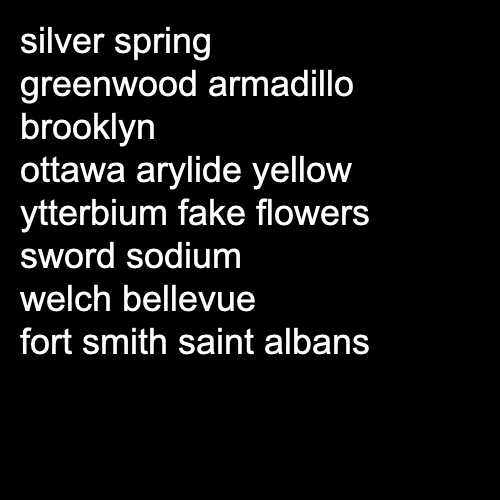 silver spring
greenwood armadillo
brooklyn
ottawa arylide yellow
ytterbium fake flowers
sword sodium
welch bellevue
fort smith saint albans